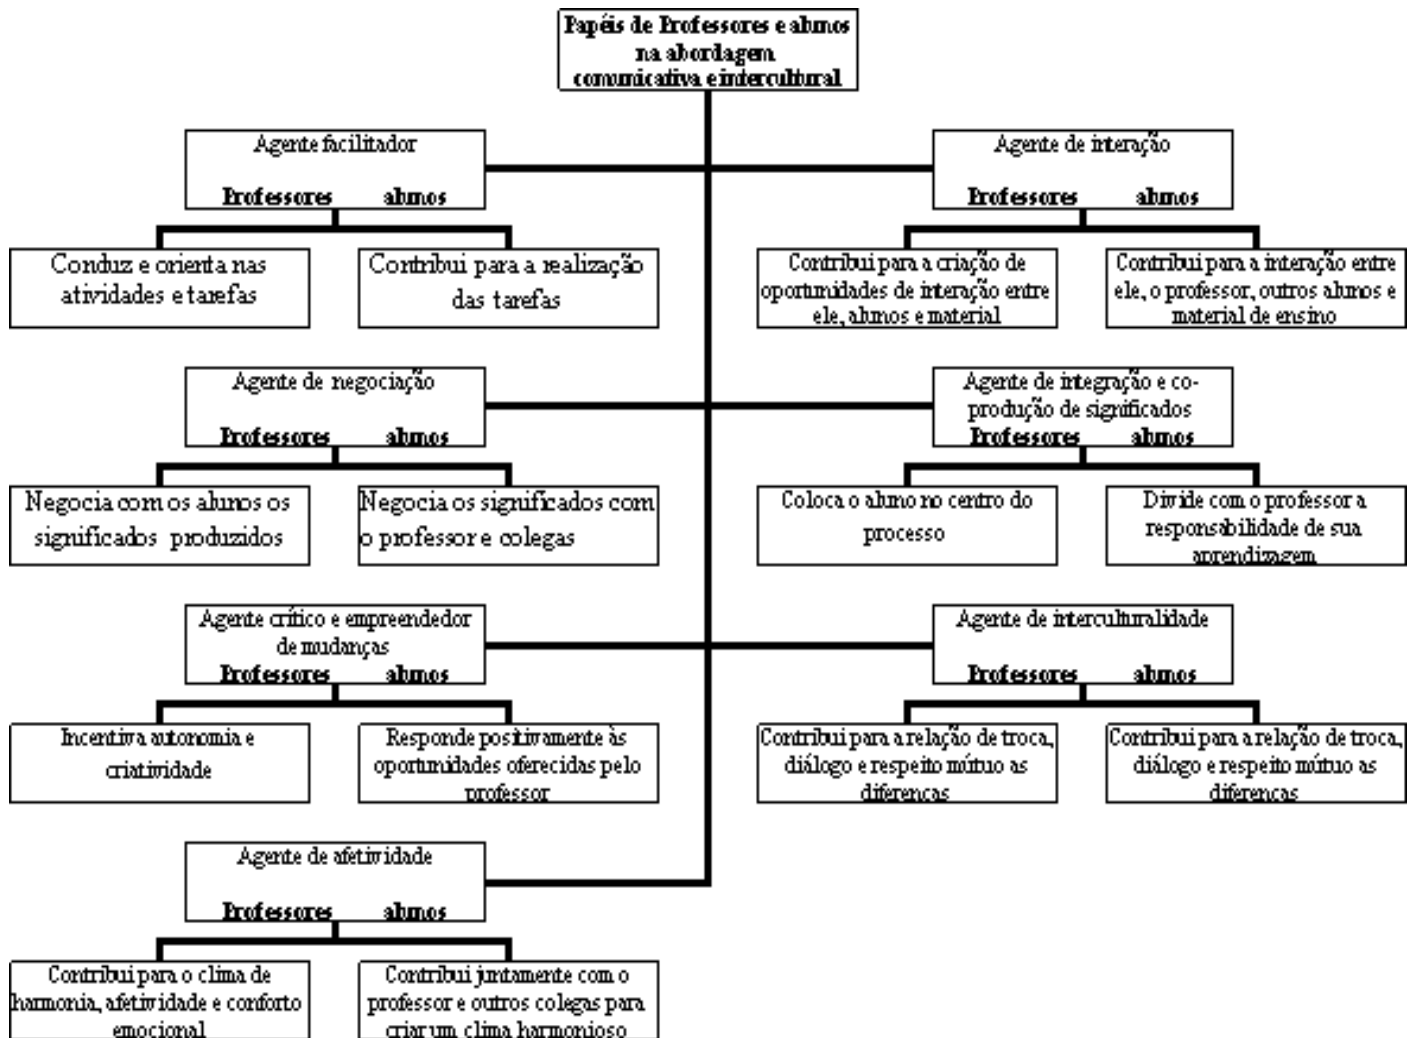 Papéis de Professores e alunos
na abordagem
comunicativa e intercultural
Agente facilitador
Professores alunos
Agente de interação
Professores alunos
Conduz e orienta nas
atividades e tarefas
Contribui para a realização
das tarefas
Contribui para a criação de
oportunidades de interação entre
ele, alunos e material
Contribui para a interação entre
ele, o professor, outros alunos e
material de ensino
Agente de negociação
Professores alunos
Agente de integração e co-
produção de significados
Professores alunos
Negocia com os alunos os
significados produzidos
Negocia os significados com
o professor e colegas
Coloca o aluno no centro do
processo
Divide com o professor a
responsabilidade de sua
aprendizagem
Agente crítico e empreendedor
de mudanças
Professores alunos
Agente de interculturalidade
Professores alunos
Incentiva autonomia e
criatividade
Responde positivamente às
oportunidades oferecidas pelo
professor
Contribui para a relação de troca,
diálogo e respeito mútuo as
diferenças
Contribui para a relação de troca,
diálogo e respeito mútuo as
diferenças
Agente de afetividade
Professores alunos
Contribui para o clima de
harmonia, afetividade e conforto
emocional
Contribui juntamente com o
professor e outros colegas para
criar um clima harmonioso